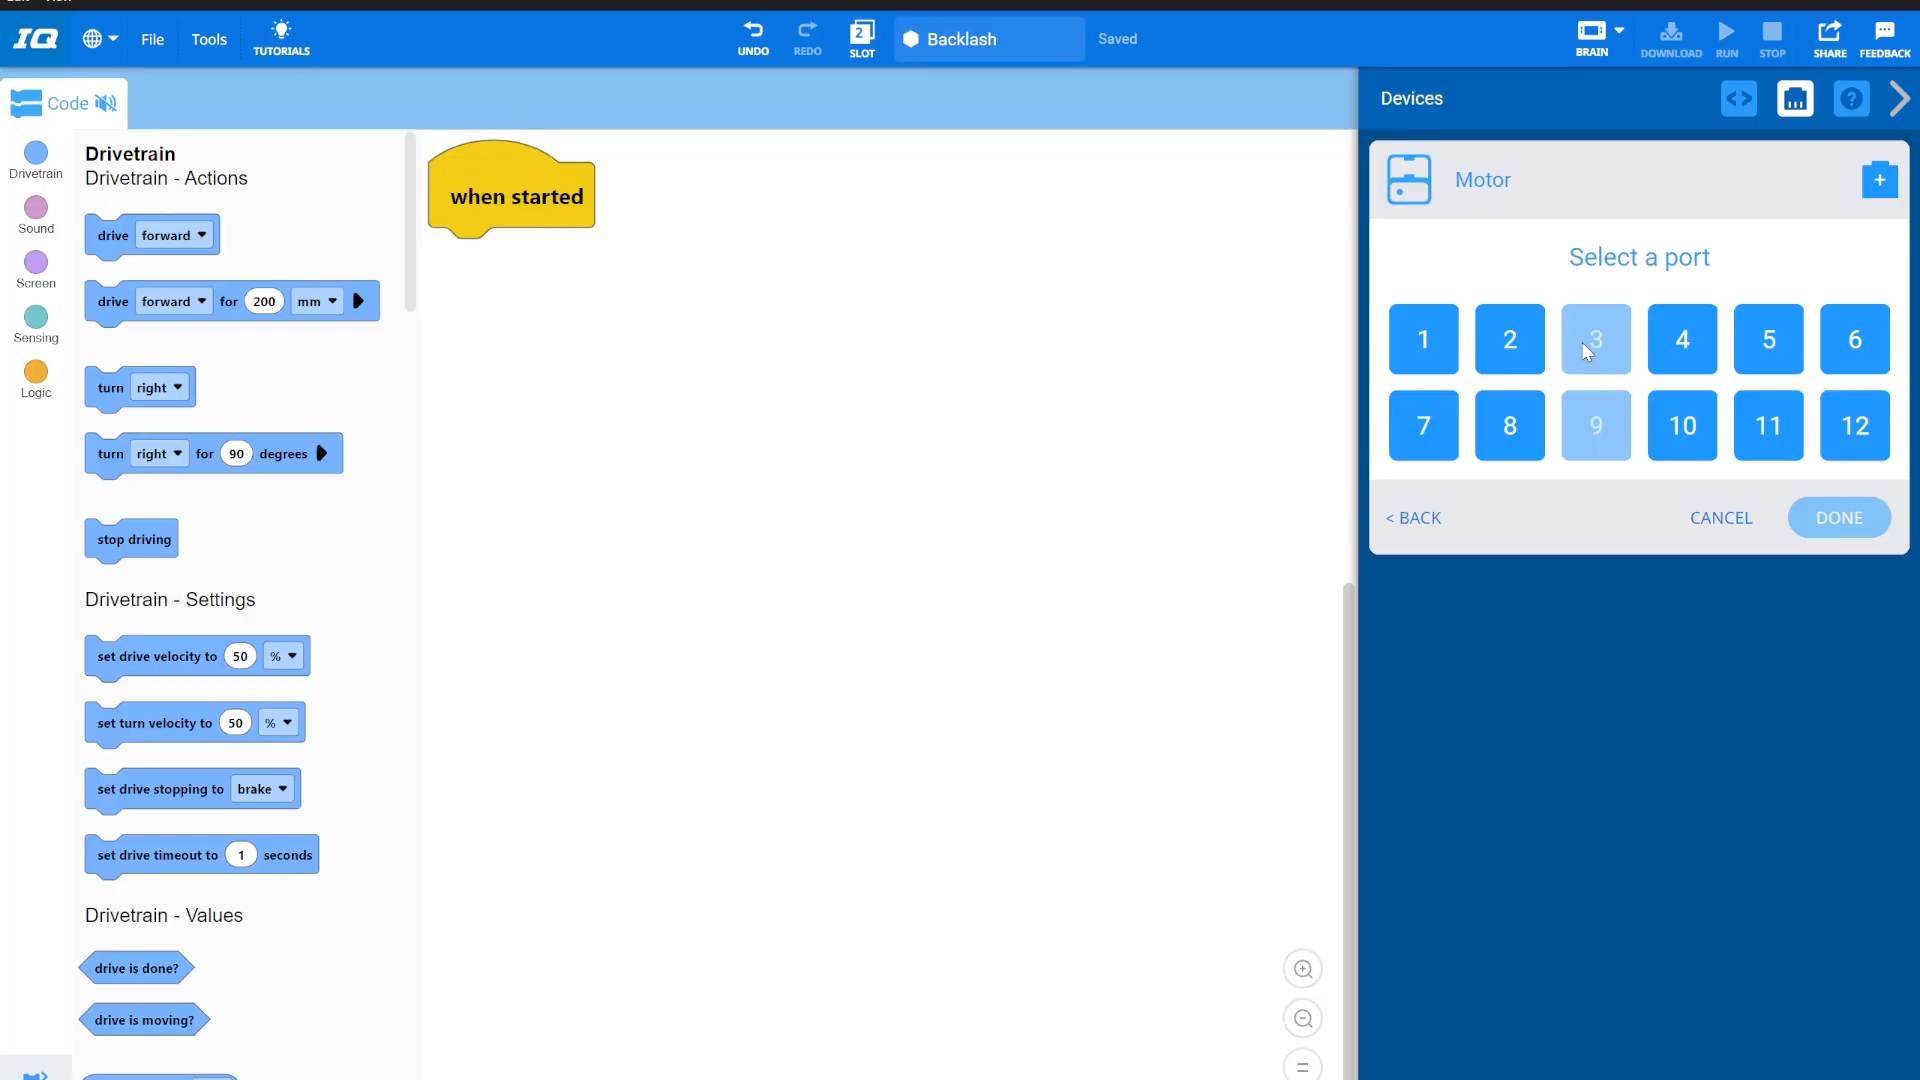 IQ
File
Tools
TUTORIALS
UNDO
REDO
2
SLOT
Backlash
Saved
BRAIN
DOWNLOAD
RUN
STOP
SHARE
FEEDBACK
Code
Devices
?
Drivetrain
Sound
Screen
Sensing
Logic
Drivetrain
Drivetrain - Actions
drive forward
drive forward for 200 mm
turn right
turn right for 90 degrees
stop driving
Drivetrain - Settings
set drive velocity to 50 %
set turn velocity to 50 %
set drive stopping to brake
set drive timeout to 1 seconds
Drivetrain - Values
drive is done?
drive is moving?
when started
Motor
Select a port
1 2 3 4 5 6
7 8 9 10 11 12
< BACK
CANCEL
DONE